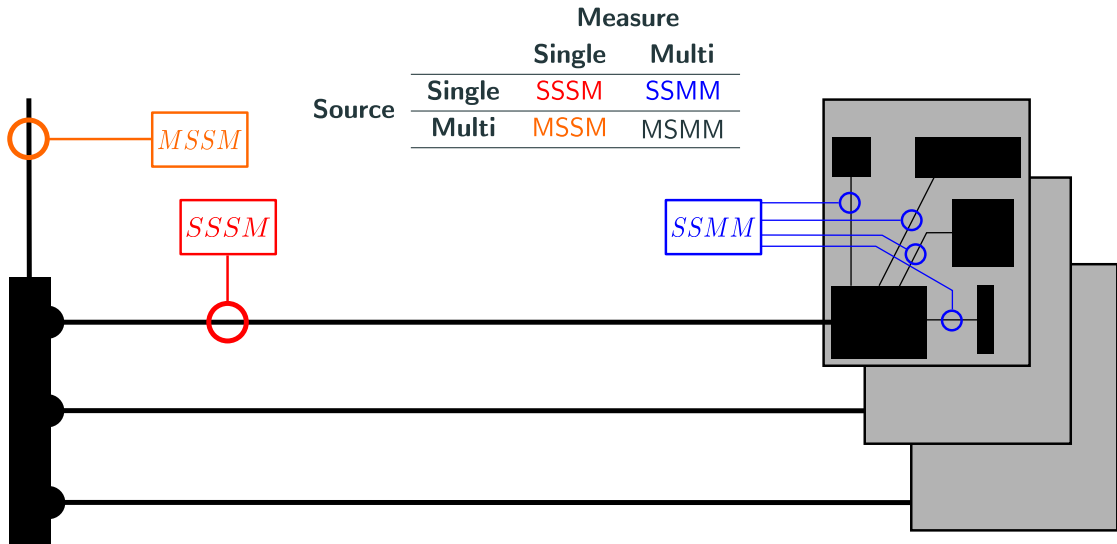 Measure
Single Multi
Source
Single SSSM SSMM
Multi MSSM MSMM
MSSM
SSSM
SSMM